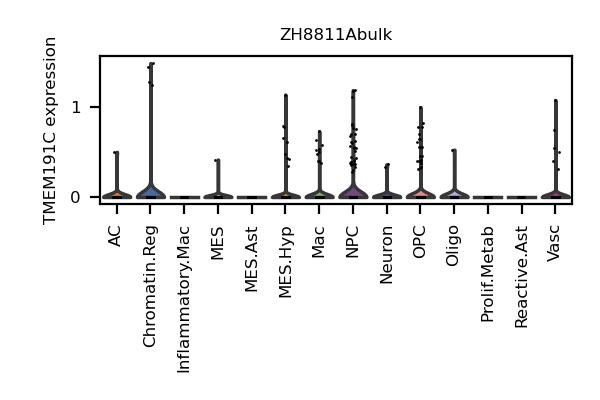 ZH8811Abulk
TMEM191C expression
1
0
AC
Chromatin.Reg
Inflammatory.Mac
MES
MES.Ast
MES.Hyp
Mac
NPC
Neuron
OPC
Oligo
Prolif.Metab
Reactive.Ast
Vasc